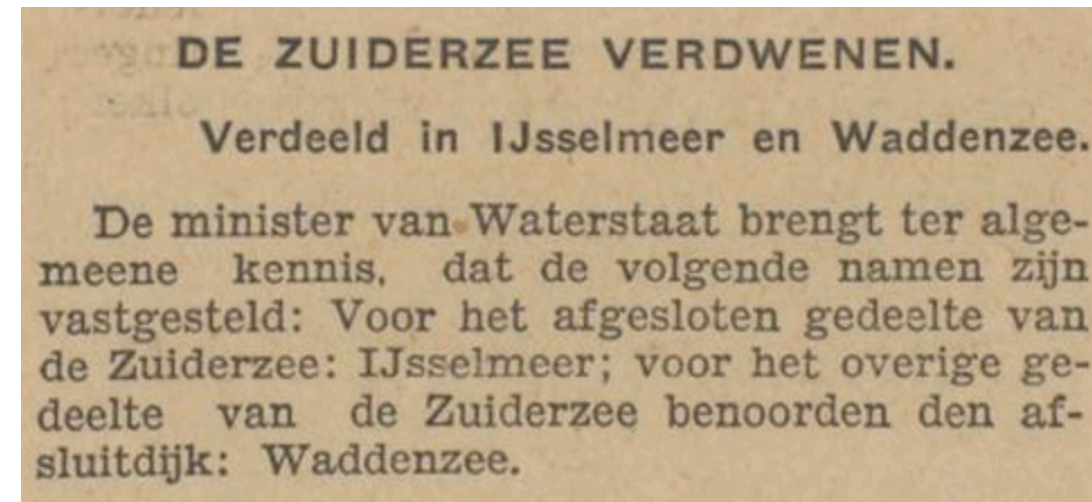 DE ZUIDERZEE VERDWENEN.
Verdeeld in IJsselmeer en Waddenzee.
De minister van Waterstaat brengt ter alge-
meene kennis, dat de volgende namen zijn
vastgesteld: Voor het afgesloten gedeelte van
de Zuiderzee: IJsselmeer; voor het overige ge-
deelte van de Zuiderzee benoorden den af-
sluitdijk: Waddenzee.